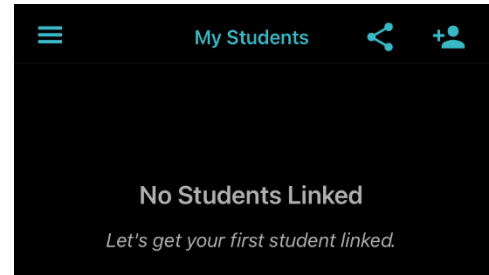 My Students
No Students Linked
Let's get your first student linked.